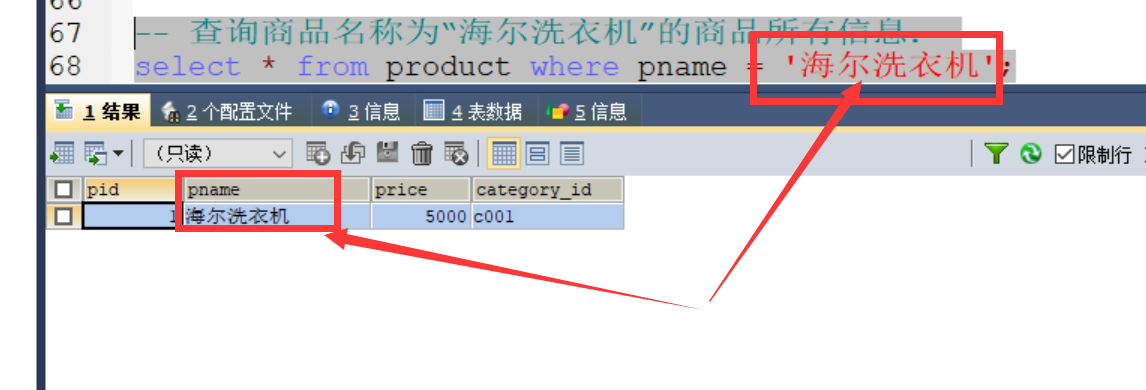 67 -- 查询商品名称为“海尔洗衣机”的商品所有信息:
68 select * from product where pname = '海尔洗衣机';
1 结果 2 个配置文件 3 信息 4 表数据 5 信息
(只读) 限制行
pid pname price category_id
1 海尔洗衣机 5000 c001